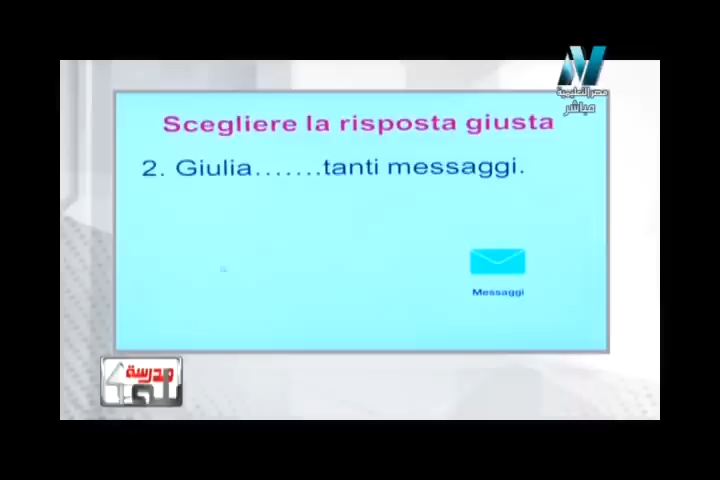 مصر التعليمية
مباشر
Scegliere la risposta giusta
2. Giulia.......tanti messaggi.
Messaggi
مدرسة